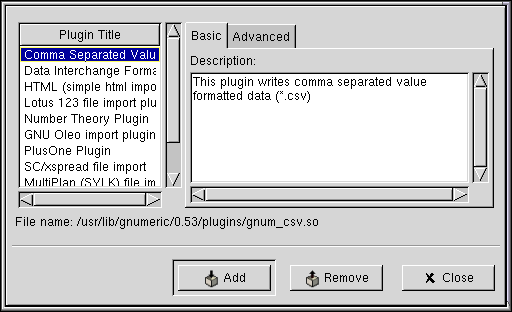 Plugin Title
Comma Separated Valu
Data Interchange Forma
HTML (simple html impo
Lotus 123 file import plu
Number Theory Plugin
GNU Oleo import plugin
PlusOne Plugin
SC/xspread file import
MultiPlan (SYLK) file im
Basic
Advanced
Description:
This plugin writes comma separated value
formatted data (*.csv)
File name: /usr/lib/gnumeric/0.53/plugins/gnum_csv.so
Add
Remove
Close